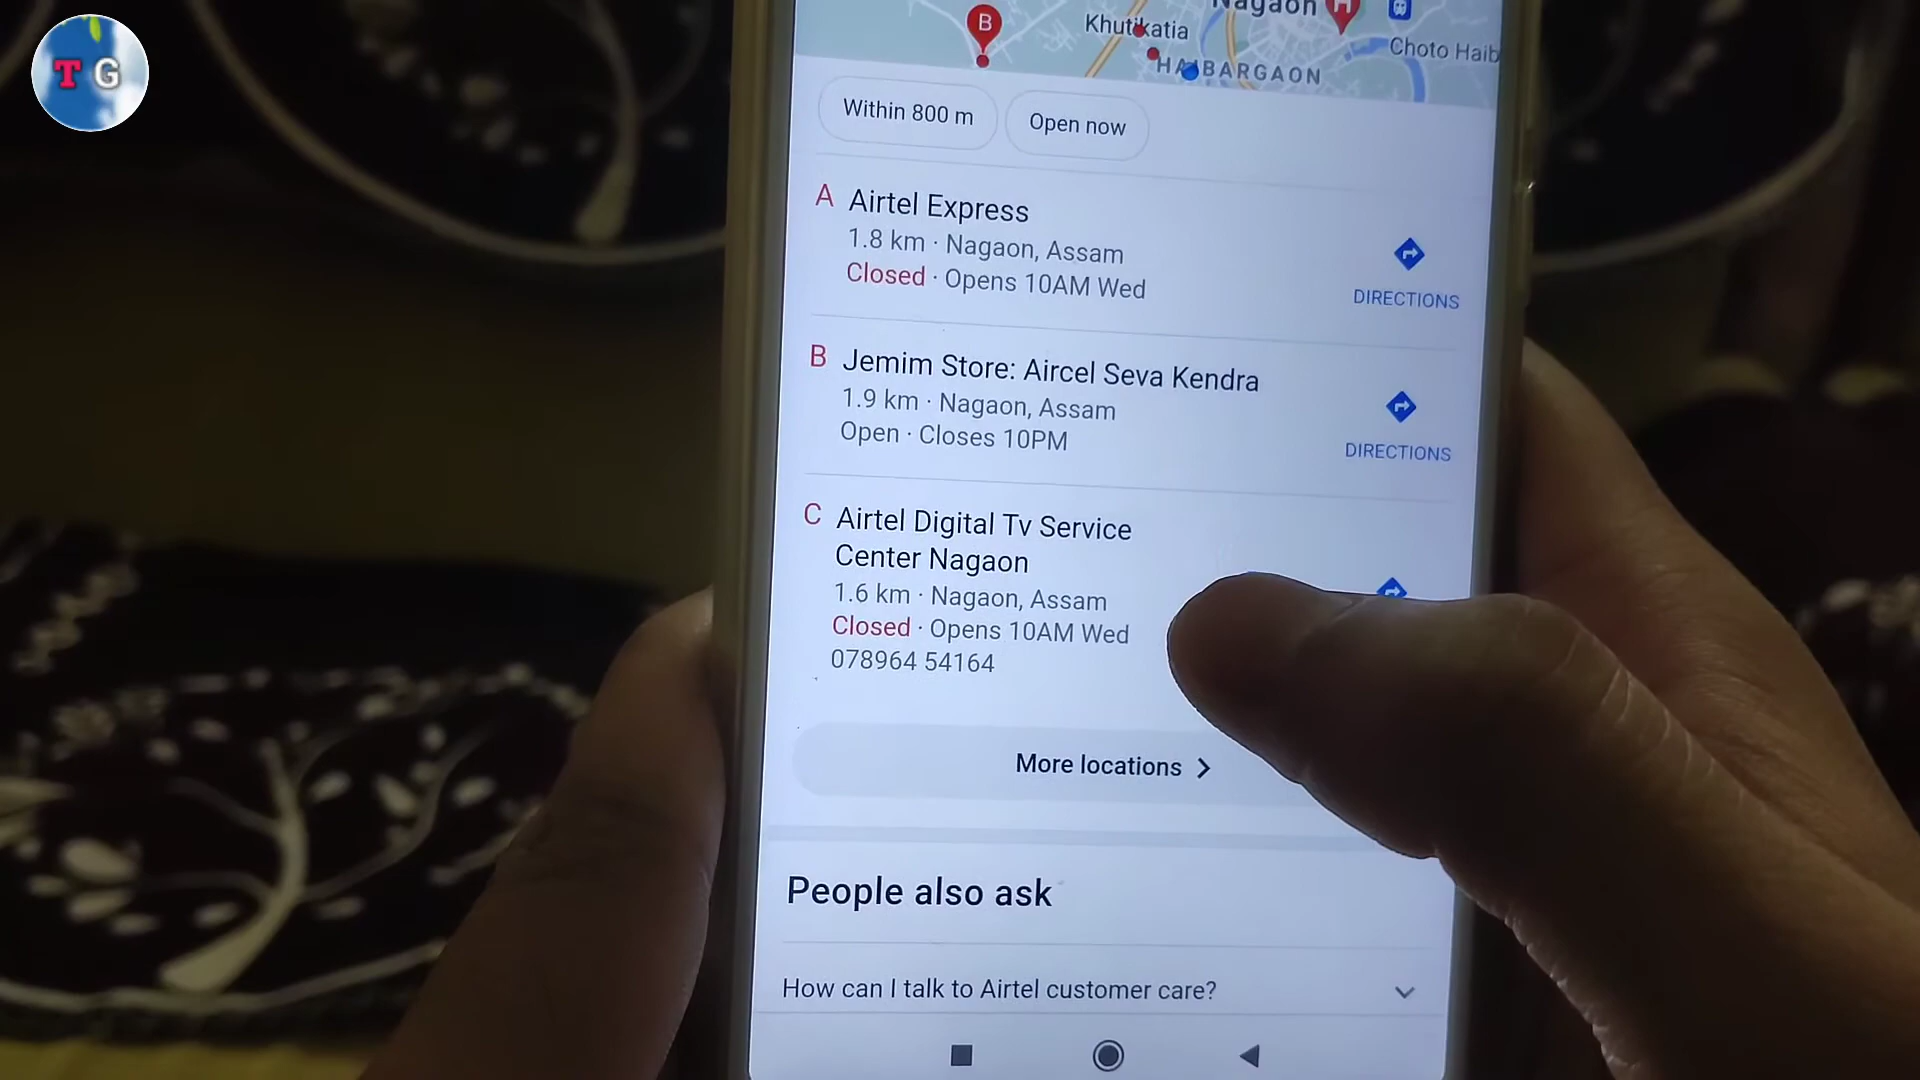 T G
Nagaon
H
B
Khutikatia
Choto Haib
HAIBARGAON
Within 800 m
Open now
A Airtel Express
1.8 km · Nagaon, Assam
Closed · Opens 10AM Wed
DIRECTIONS
B Jemim Store: Aircel Seva Kendra
1.9 km · Nagaon, Assam
Open · Closes 10PM
DIRECTIONS
C Airtel Digital Tv Service
Center Nagaon
1.6 km · Nagaon, Assam
Closed · Opens 10AM Wed
078964 54164
More locations
People also ask
How can I talk to Airtel customer care?